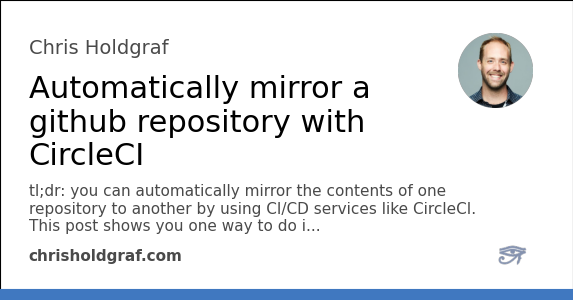 Chris Holdgraf
Automatically mirror a
github repository with
CircleCI
tl;dr: you can automatically mirror the contents of one
repository to another by using CI/CD services like CircleCI.
This post shows you one way to do i...
chrisholdgraf.com